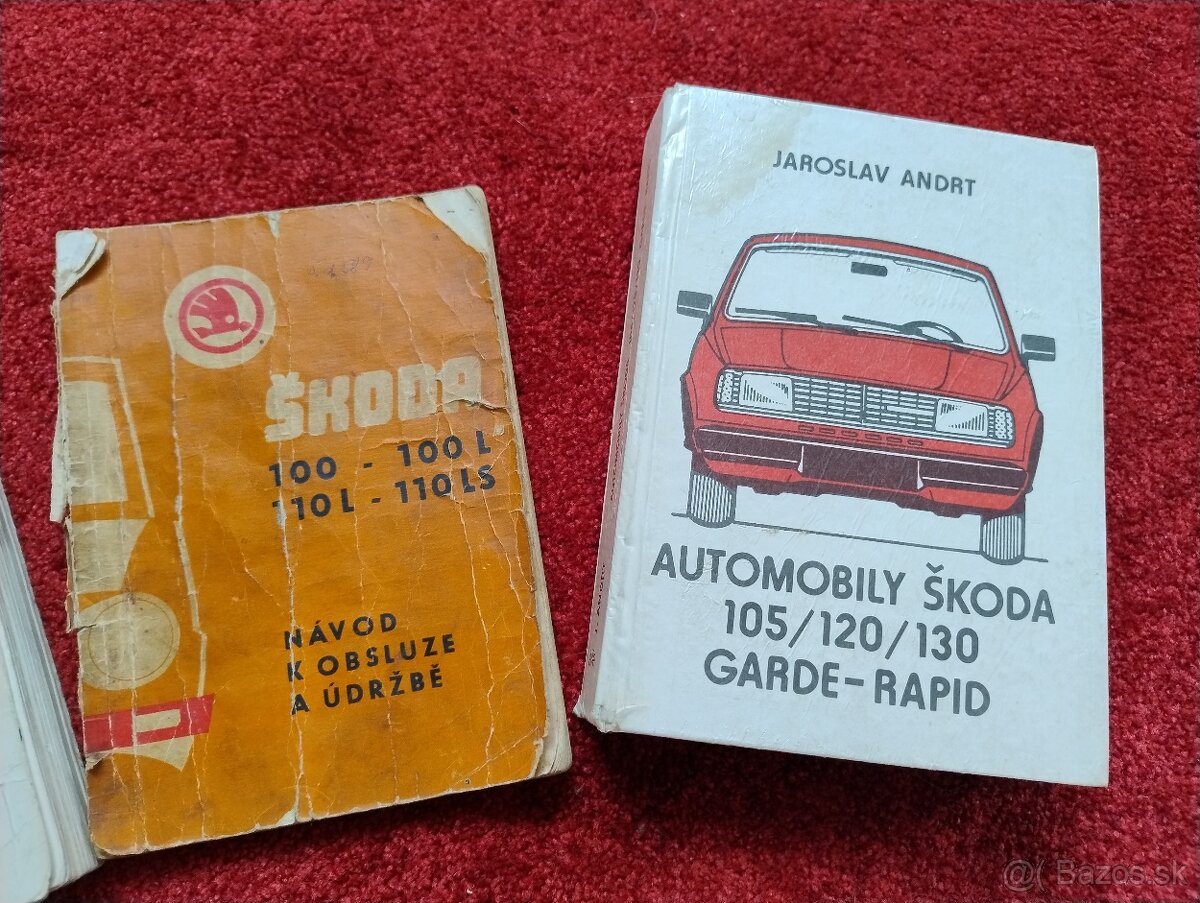 ŠKODA
100 - 100 L
110 L - 110 LS
NÁVOD
K OBSLUZE
A ÚDRŽBĚ
JAROSLAV ANDRT
AUTOMOBILY ŠKODA
105/120/130
GARDE-RAPID
@( Bazos.sk